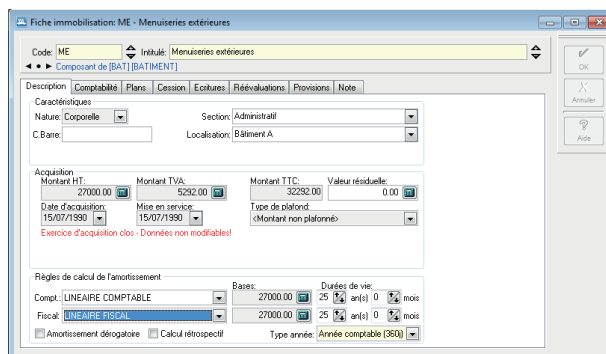 Fiche immobilisation: ME - Menuiseries extérieures
Code: ME Intitulé: Menuiseries extérieures
Composant de [BAT] [BATIMENT]
OK
Annuler
Aide
Description Comptabilité Plans Cession Ecritures Réévaluations Provisions Note
Caractéristiques
Nature: Corporelle Section: Administratif
C.Barre: Localisation: Bâtiment A
Acquisition
Montant HT: Montant TVA: Montant TTC: Valeur résiduelle:
27000.00 5292.00 32292.00 0.00
Date d'acquisition: Mise en service: Type de plafond:
15/07/1990 15/07/1990 <Montant non plafonné>
Exercice d'acquisition clos - Données non modifiables!
Règles de calcul de l'amortissement
Bases: Durées de vie:
Compt.: LINEAIRE COMPTABLE 27000.00 25 an(s) 0 mois
Fiscal: LINEAIRE FISCAL 27000.00 25 an(s) 0 mois
Amortissement dérogatoire Calcul rétrospectif Type année: Année comptable (360j)